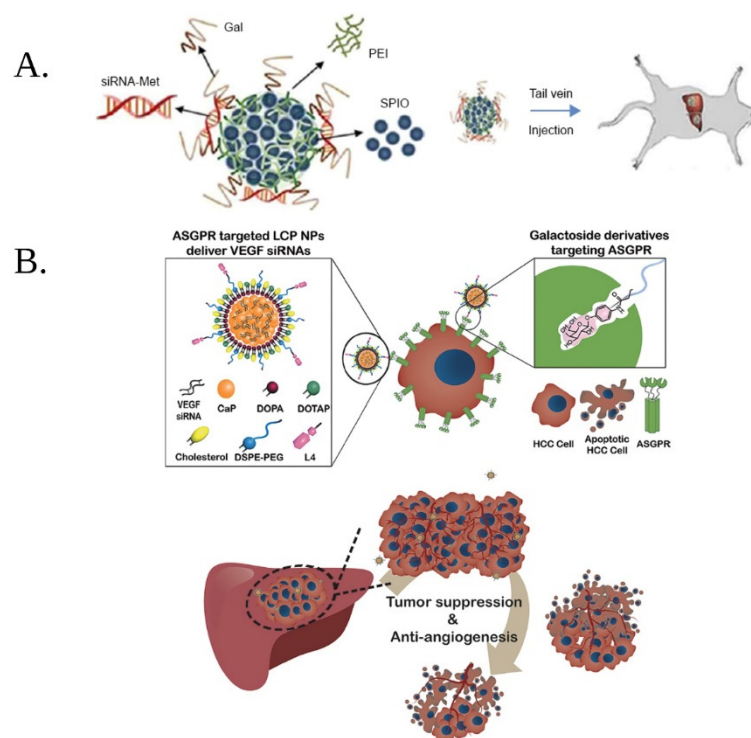 A.
Gal
PEI
siRNA-Met
SPIO
Tail vein
Injection
B.
ASGPR targeted LCP NPs
deliver VEGF siRNAs
Galactoside derivatives
targeting ASGPR
VEGF
siRNA
CaP
DOPA
DOTAP
Cholesterol
DSPE-PEG
L4
HCC Cell
Apoptotic
HCC Cell
ASGPR
Tumor suppression
&
Anti-angiogenesis